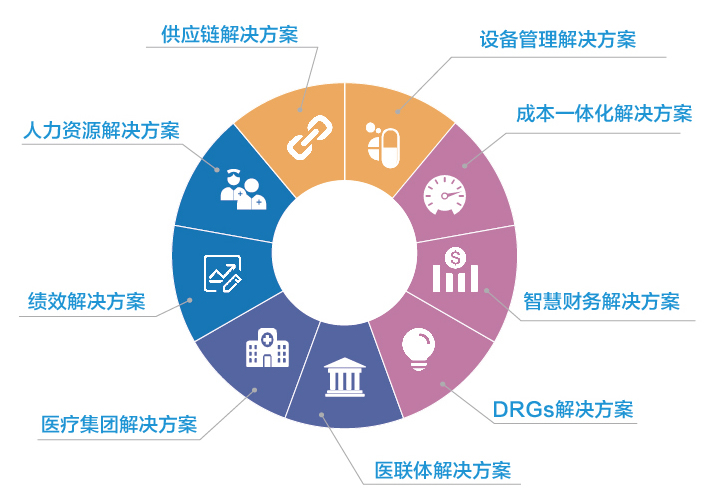 供应链解决方案
设备管理解决方案
成本一体化解决方案
人力资源解决方案
绩效解决方案
智慧财务解决方案
DRGs解决方案
医疗集团解决方案
医联体解决方案
$